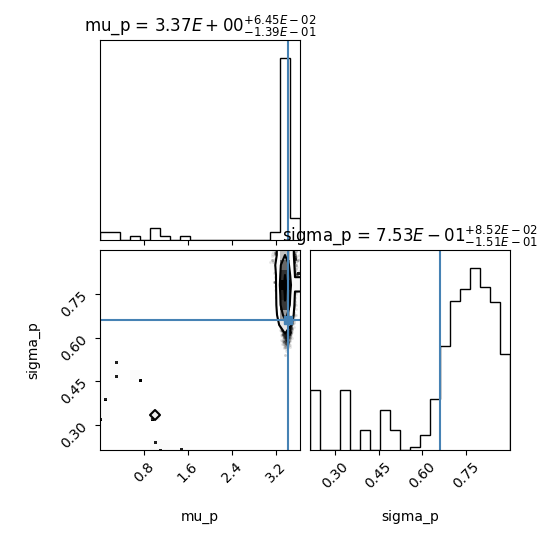 mu_p = 3.37E+00+6.45E−02 −1.39E−01
sigma_p = 7.53E−01+8.52E−02 −1.51E−01
sigma_p
0.75
0.60
0.45
0.30
0.8 1.6 2.4 3.2
0.30 0.45 0.60 0.75
mu_p
sigma_p